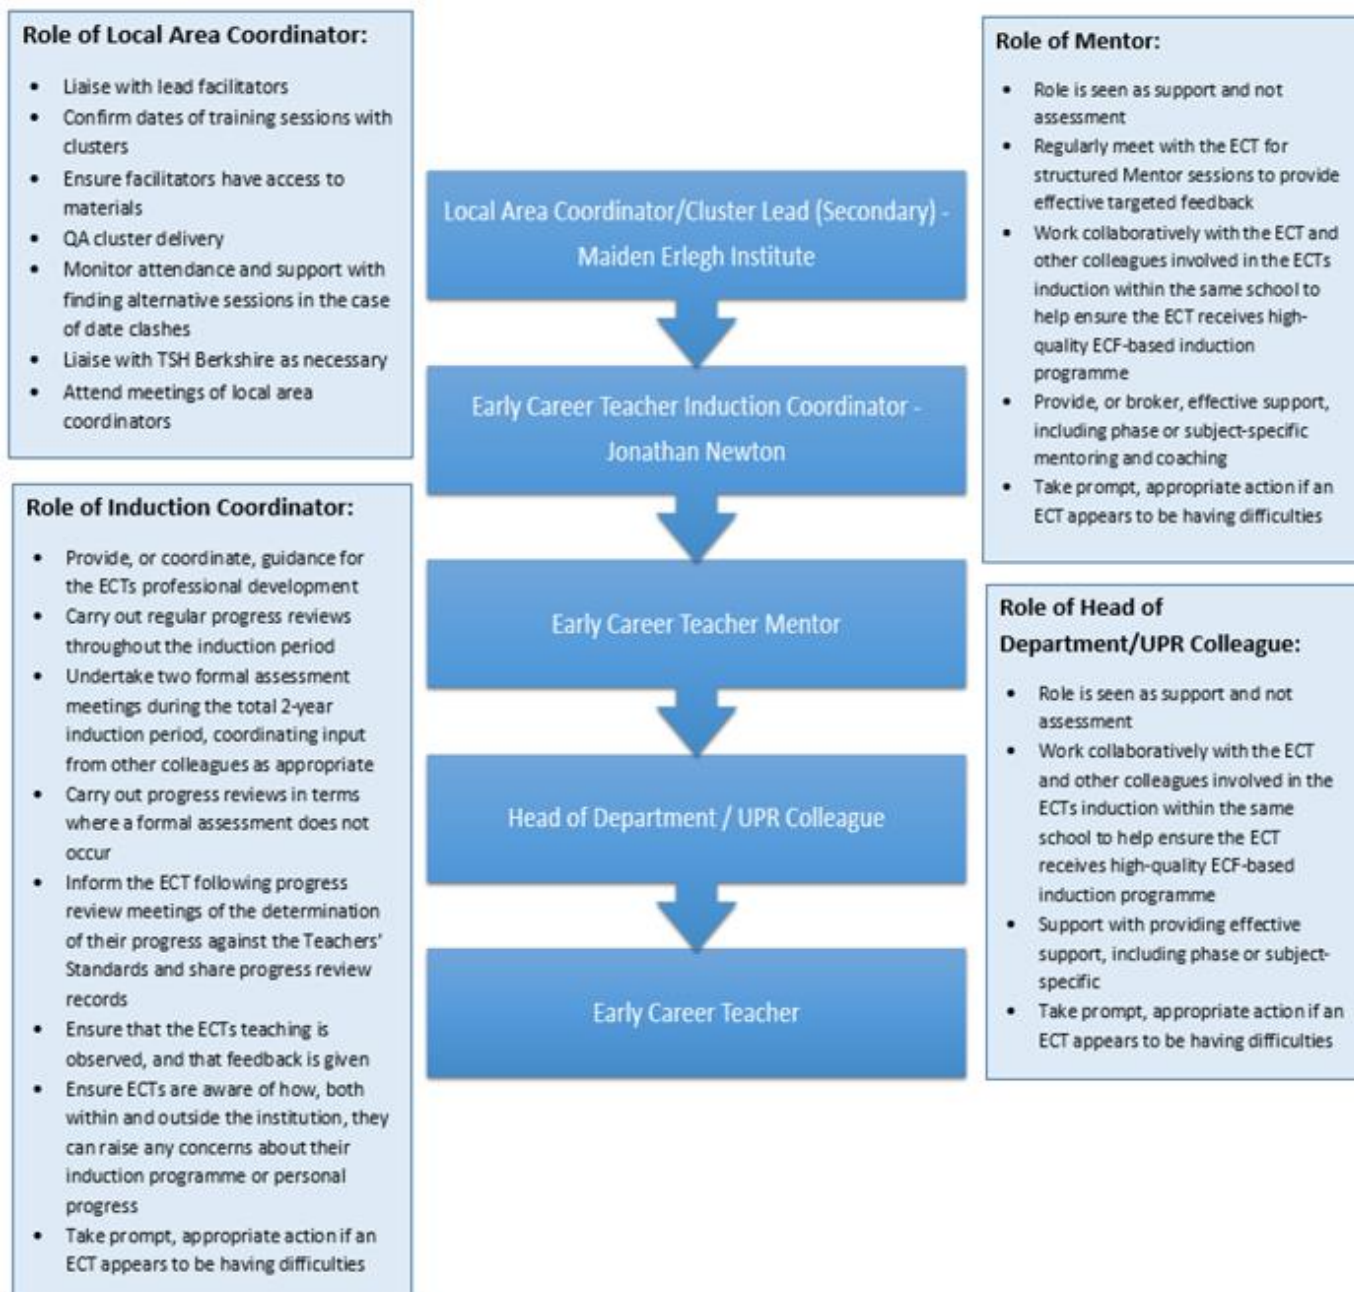 Role of Local Area Coordinator:
• Liaise with lead facilitators
• Confirm dates of training sessions with
clusters
• Ensure facilitators have access to
materials
• QA cluster delivery
• Monitor attendance and support with
finding alternative sessions in the case
of date clashes
• Liaise with TSH Berkshire as necessary
• Attend meetings of local area
coordinators
Role of Induction Coordinator:
• Provide, or coordinate, guidance for
the ECTs professional development
• Carry out regular progress reviews
throughout the induction period
• Undertake two formal assessment
meetings during the total 2-year
induction period, coordinating input
from other colleagues as appropriate
• Carry out progress reviews in terms
where a formal assessment does not
occur
• Inform the ECT following progress
review meetings of the determination
of their progress against the Teachers’
Standards and share progress review
records
• Ensure that the ECTs teaching is
observed, and that feedback is given
• Ensure ECTs are aware of how, both
within and outside the institution, they
can raise any concerns about their
induction programme or personal
progress
• Take prompt, appropriate action if an
ECT appears to be having difficulties
Local Area Coordinator/Cluster Lead (Secondary) -
Maiden Erlegh Institute
Early Career Teacher Induction Coordinator -
Jonathan Newton
Early Career Teacher Mentor
Head of Department / UPR Colleague
Early Career Teacher
Role of Mentor:
• Role is seen as support and not
assessment
• Regularly meet with the ECT for
structured Mentor sessions to provide
effective targeted feedback
• Work collaboratively with the ECT and
other colleagues involved in the ECTs
induction within the same school to
help ensure the ECT receives high-
quality ECF-based induction
programme
• Provide, or broker, effective support,
including phase or subject-specific
mentoring and coaching
• Take prompt, appropriate action if an
ECT appears to be having difficulties
Role of Head of
Department/UPR Colleague:
• Role is seen as support and not
assessment
• Work collaboratively with the ECT
and other colleagues involved in the
ECTs induction within the same
school to help ensure the ECT
receives high-quality ECF-based
induction programme
• Support with providing effective
support, including phase or subject-
specific
• Take prompt, appropriate action if an
ECT appears to be having difficulties